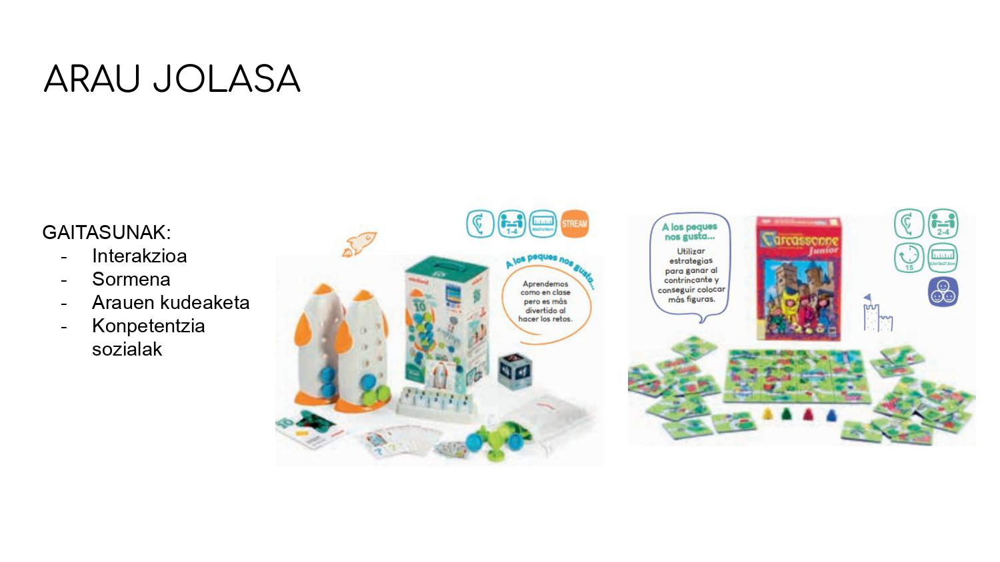 ARAU JOLASA
GAITASUNAK:
- Interakzioa
- Sormena
- Arauen kudeaketa
- Konpetentzia
sozialak
1-4
STREAM
A los peques nos gusta...
Aprendemos
como en clase
pero es más
divertido al
hacer los retos.
miniland
10
A los peques
nos gusta...
Utilizar
estrategias
para ganar al
contrincante y
conseguir colocar
más figuras.
Carcassonne
Junior
2-4
15